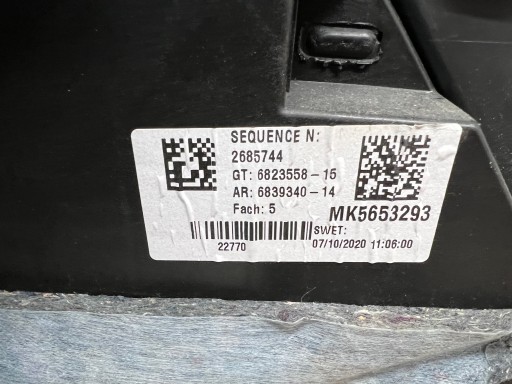 SEQUENCE N:
2685744
GT: 6823558-15
AR: 6839340-14
Fach: 5
MK5653293
22770
SWET:
07/10/2020 11:06:00